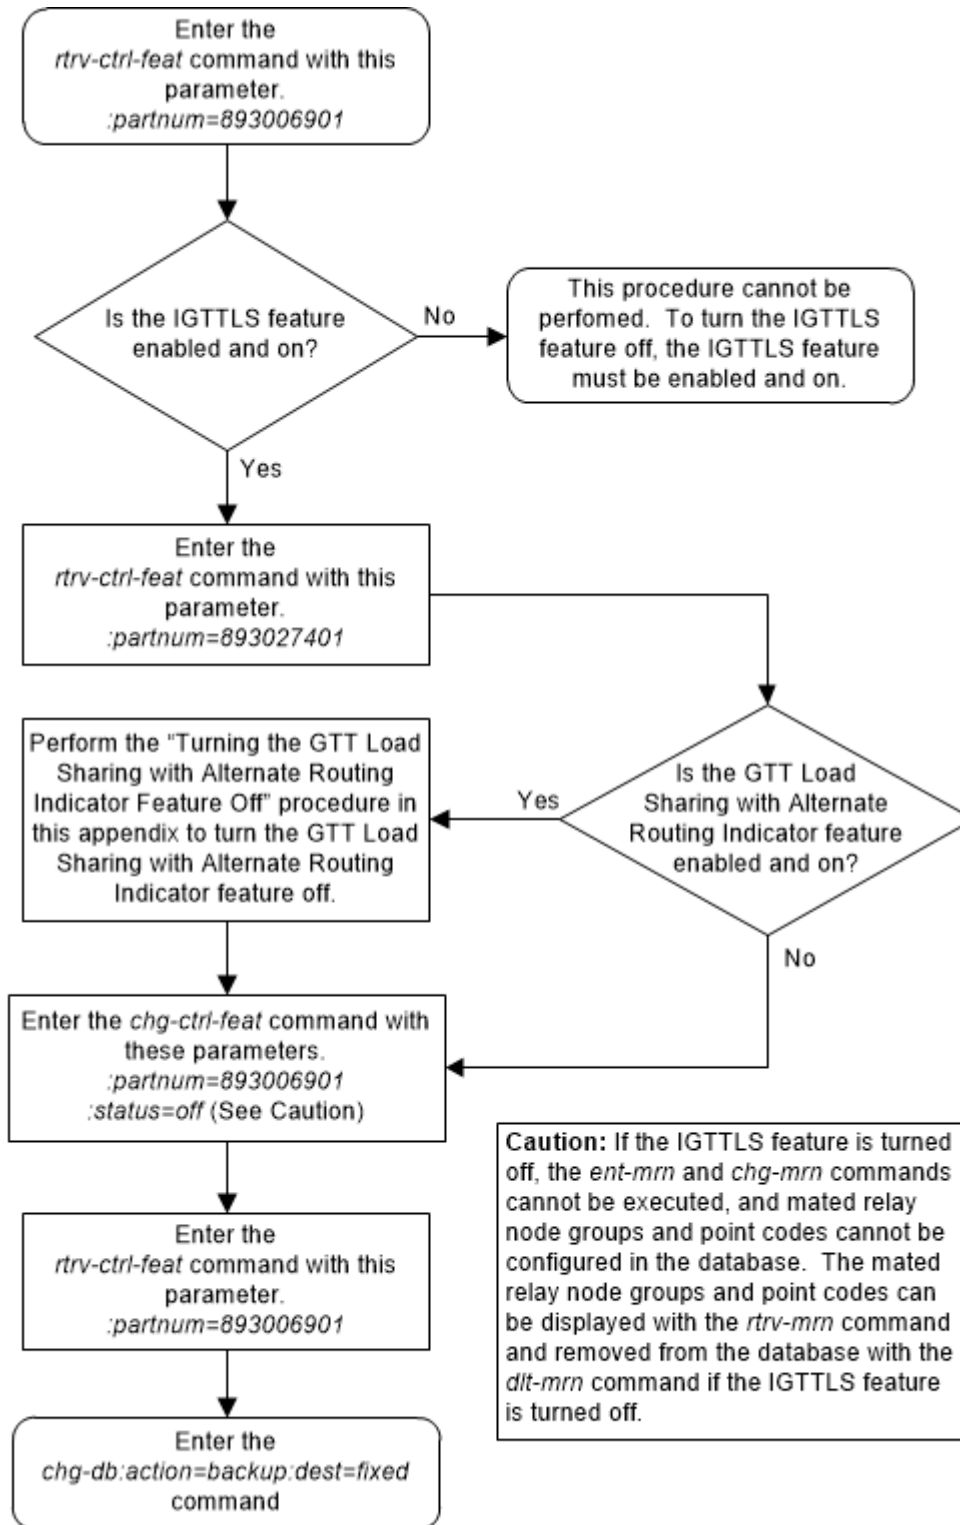 Enter the
rtrv-ctrl-feat command with this
parameter.
:partnum=893006901
Is the IGTTLS feature
enabled and on?
No
This procedure cannot be
perfomed. To turn the IGTTLS
feature off, the IGTTLS feature
must be enabled and on.
Yes
Enter the
rtrv-ctrl-feat command with this
parameter.
:partnum=893027401
Is the GTT Load
Sharing with Alternate
Routing Indicator feature
enabled and on?
Yes
Perform the "Turning the GTT Load
Sharing with Alternate Routing
Indicator Feature Off" procedure in
this appendix to turn the GTT Load
Sharing with Alternate Routing
Indicator feature off.
No
Enter the chg-ctrl-feat command with
these parameters.
:partnum=893006901
:status=off (See Caution)
Caution: If the IGTTLS feature is turned
off, the ent-mrn and chg-mrn commands
cannot be executed, and mated relay
node groups and point codes cannot be
configured in the database. The mated
relay node groups and point codes can
be displayed with the rtrv-mrn command
and removed from the database with the
dlt-mrn command if the IGTTLS feature
is turned off.
Enter the
rtrv-ctrl-feat command with this
parameter.
:partnum=893006901
Enter the
chg-db:action=backup:dest=fixed
command